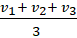 v₁ + v₂ + v₃
3